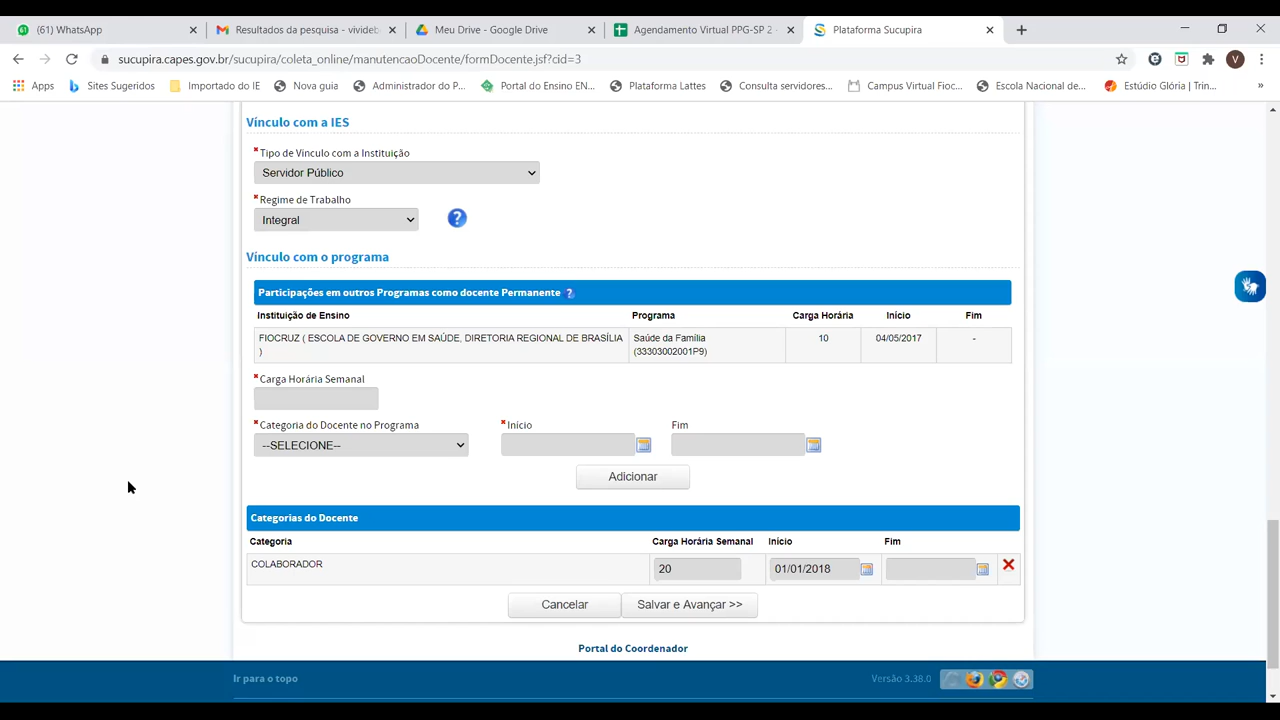 (61) WhatsApp
Resultados da pesquisa - vivideb
Meu Drive - Google Drive
Agendamento Virtual PPG-SP 2
Plataforma Sucupira
sucupira.capes.gov.br/sucupira/coleta_online/manutencaoDocente/formDocente.jsf?cid=3
V
Apps
Sites Sugeridos
Importado do IE
Nova guia
Administrador do P...
Portal do Ensino EN...
Plataforma Lattes
Consulta servidores...
Campus Virtual Fioc...
Escola Nacional de...
Estúdio Glória | Trin...
»
Vínculo com a IES
Tipo de Vínculo com a Instituição
Servidor Público
Regime de Trabalho
Integral
?
Vínculo com o programa
Participações em outros Programas como docente Permanente ?
Instituição de Ensino Programa Carga Horária Início Fim
FIOCRUZ ( ESCOLA DE GOVERNO EM SAÚDE, DIRETORIA REGIONAL DE BRASÍLIA Saúde da Família 10 04/05/2017 -
) (33303002001P9)
Carga Horária Semanal
Categoria do Docente no Programa Início Fim
--SELECIONE--
Adicionar
Categorias do Docente
Categoria Carga Horária Semanal Início Fim
COLABORADOR 20 01/01/2018
Cancelar Salvar e Avançar >>
Portal do Coordenador
Ir para o topo Versão 3.38.0